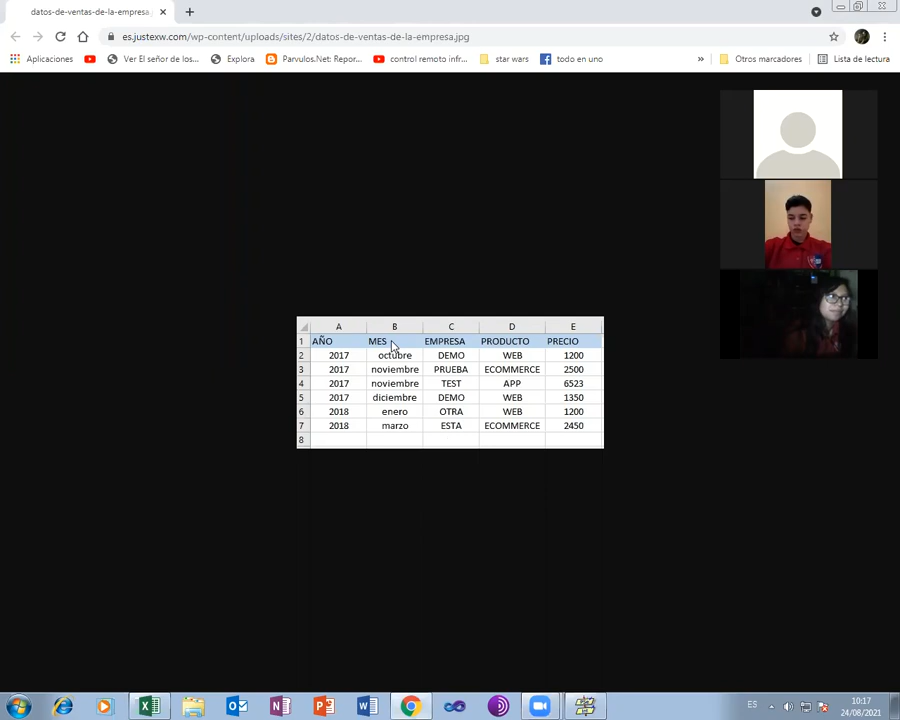 datos-de-ventas-de-la-empresa.j
es.justexw.com/wp-content/uploads/sites/2/datos-de-ventas-de-la-empresa.jpg
Aplicaciones Ver El señor de los... Explora Parvulos.Net: Repor... control remoto infr... star wars todo en uno » Otros marcadores Lista de lectura
A B C D E
1 AÑO MES EMPRESA PRODUCTO PRECIO
2 2017 octubre DEMO WEB 1200
3 2017 noviembre PRUEBA ECOMMERCE 2500
4 2017 noviembre TEST APP 6523
5 2017 diciembre DEMO WEB 1350
6 2018 enero OTRA WEB 1200
7 2018 marzo ESTA ECOMMERCE 2450
8
ES 10:17
24/08/2021